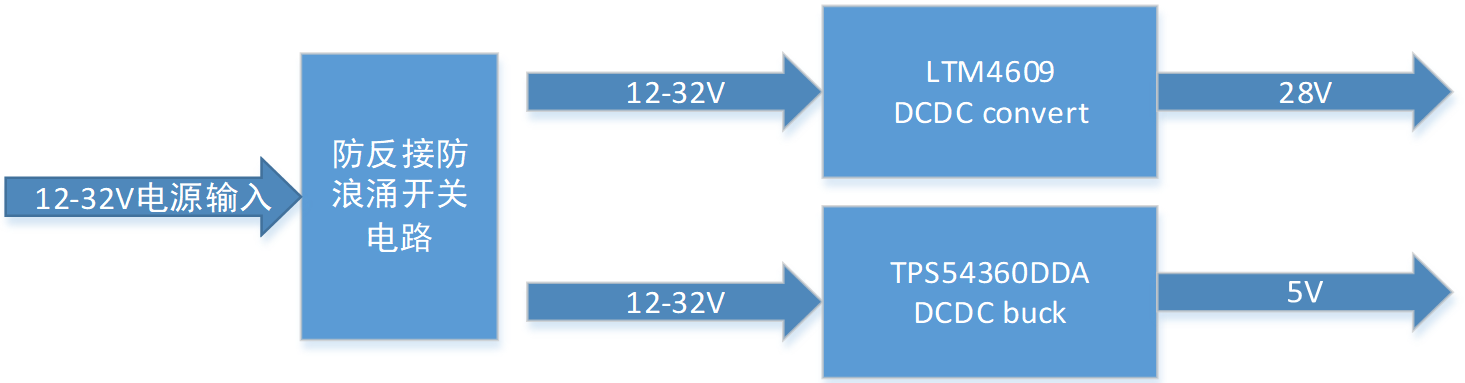 12-32V电源输入
防反接防
浪涌开关
电路
12-32V
LTM4609
DCDC convert
28V
12-32V
TPS54360DDA
DCDC buck
5V